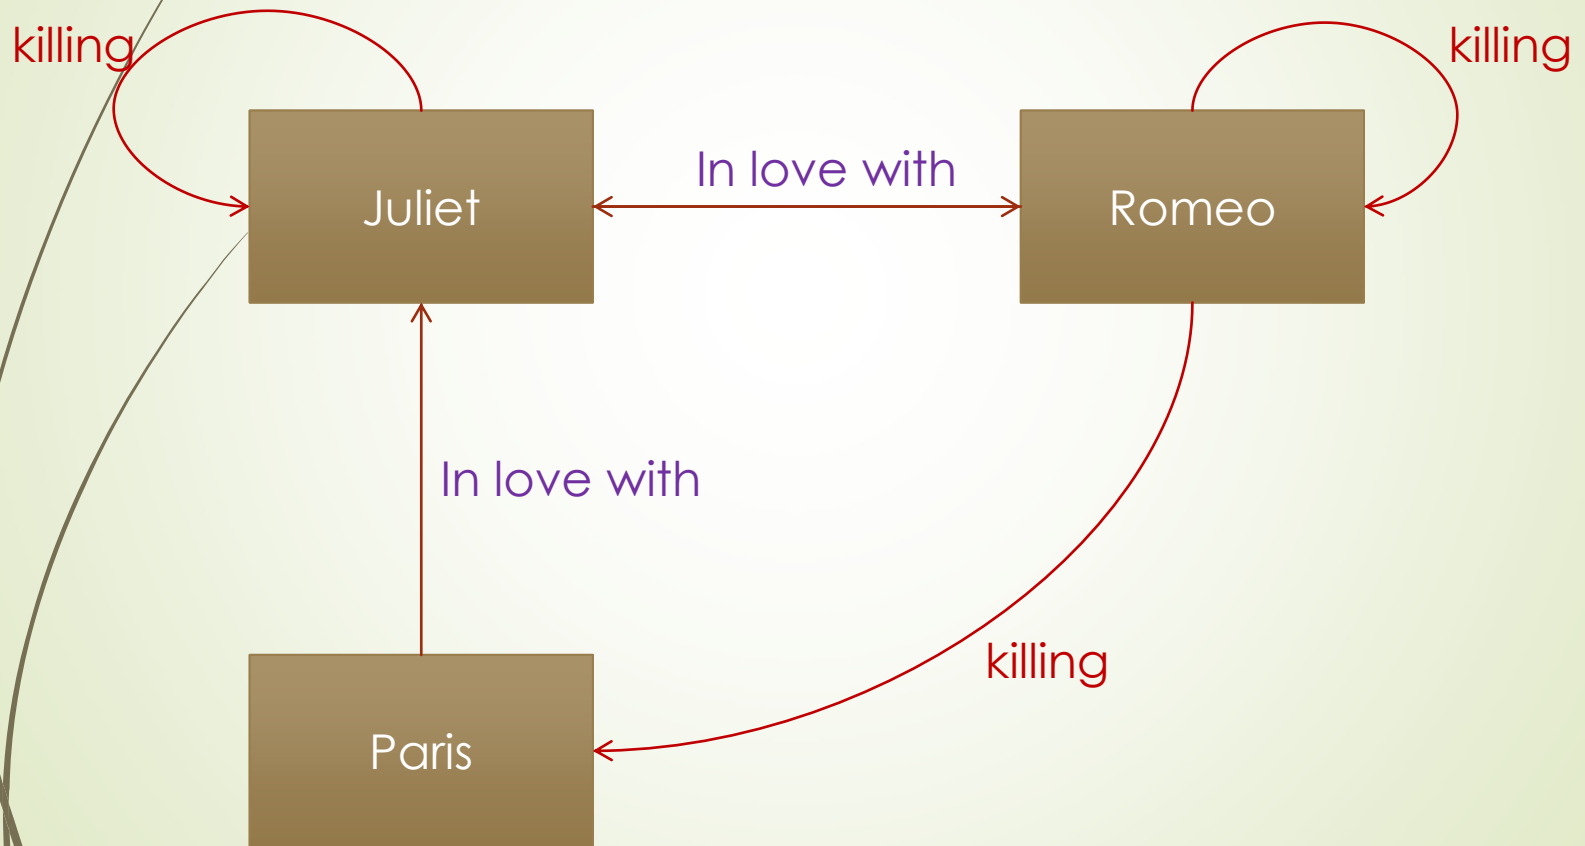 killing
killing
In love with
Juliet
Romeo
In love with
killing
Paris